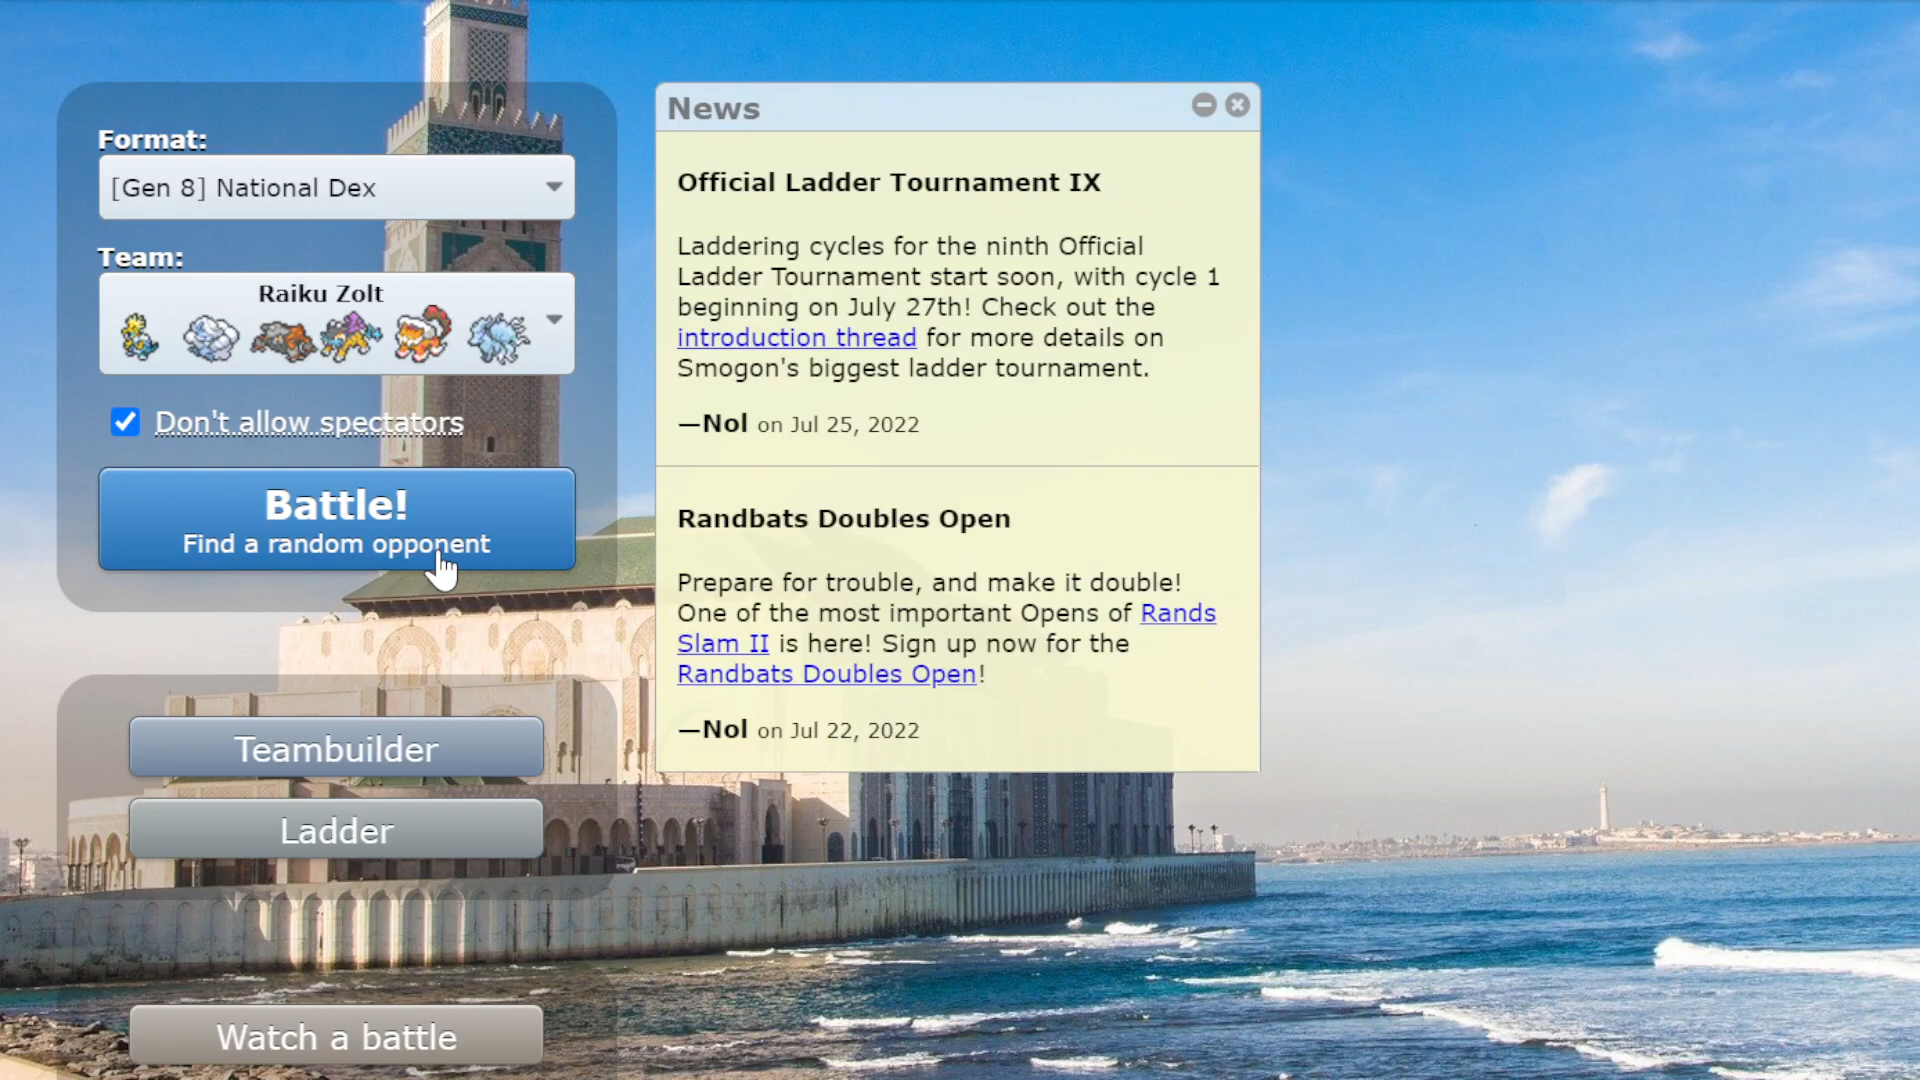 Format:
[Gen 8] National Dex
Team:
Raiku Zolt
Don't allow spectators
Battle!
Find a random opponent
Teambuilder
Ladder
Watch a battle
News
Official Ladder Tournament IX
Laddering cycles for the ninth Official
Ladder Tournament start soon, with cycle 1
beginning on July 27th! Check out the
introduction thread for more details on
Smogon's biggest ladder tournament.
—Nol on Jul 25, 2022
Randbats Doubles Open
Prepare for trouble, and make it double!
One of the most important Opens of Rands
Slam II is here! Sign up now for the
Randbats Doubles Open!
—Nol on Jul 22, 2022